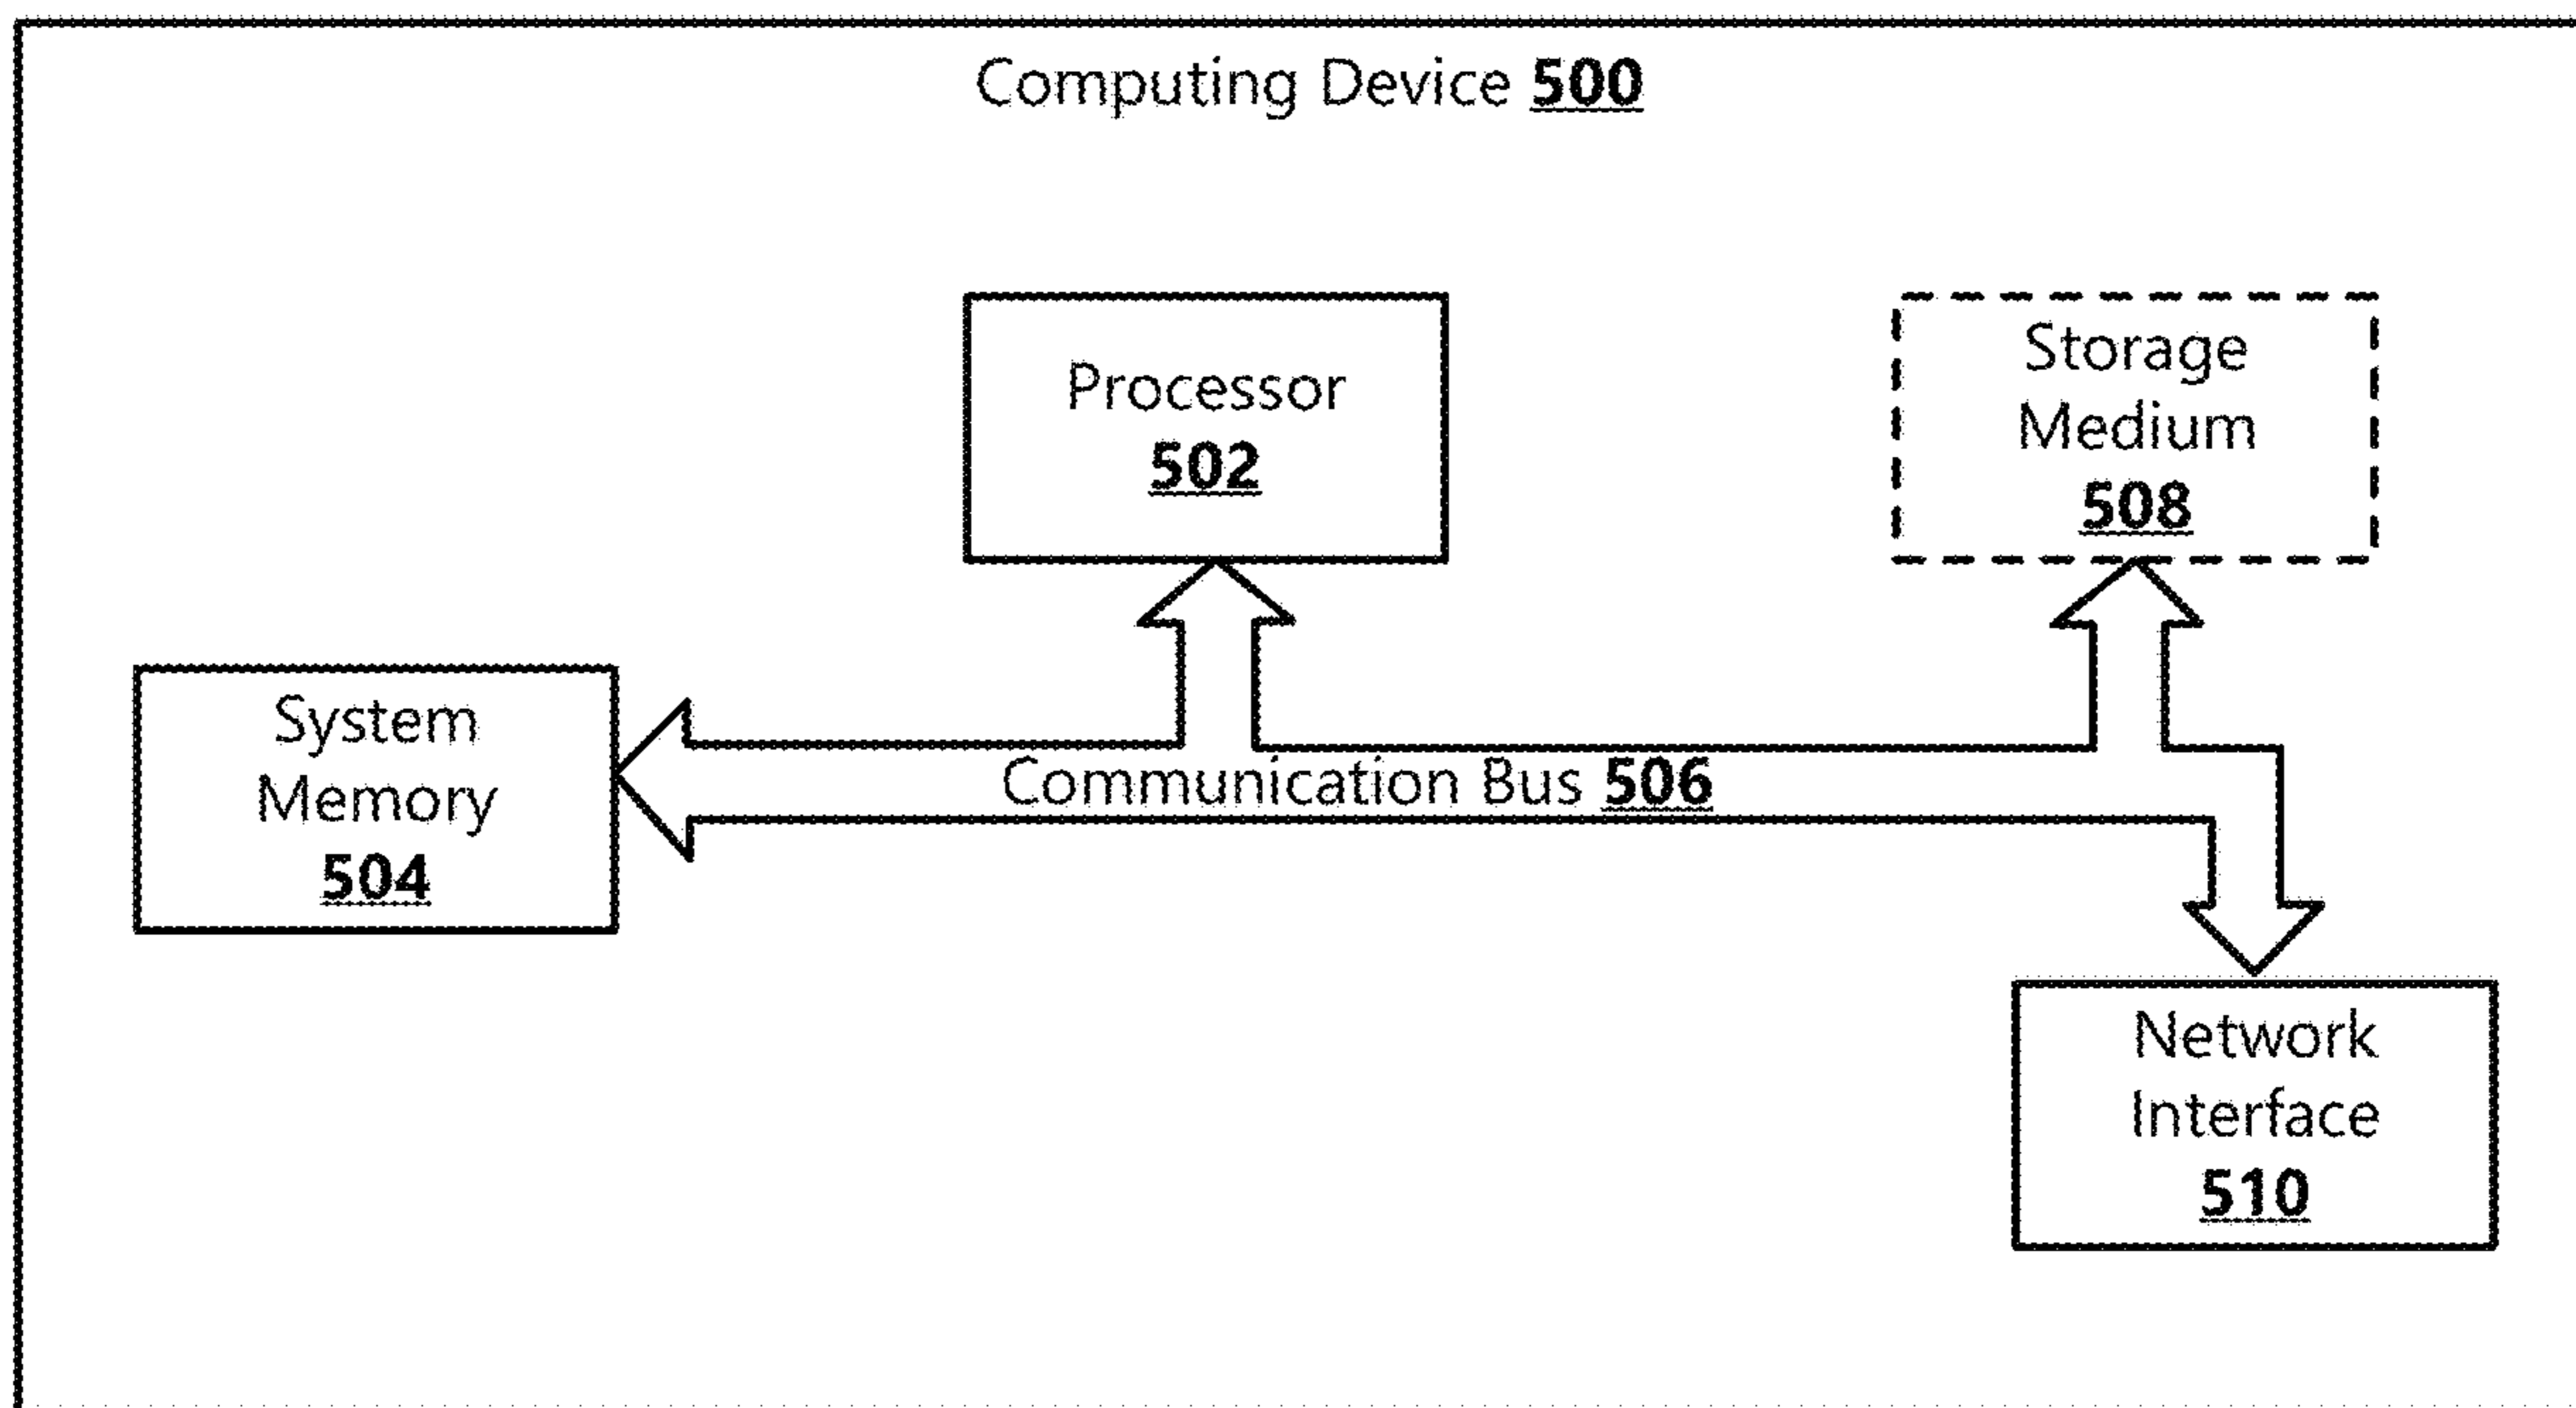 Computing Device 500
Processor
502
Storage
Medium
508
System
Memory
504
Communication Bus 506
Network
Interface
510